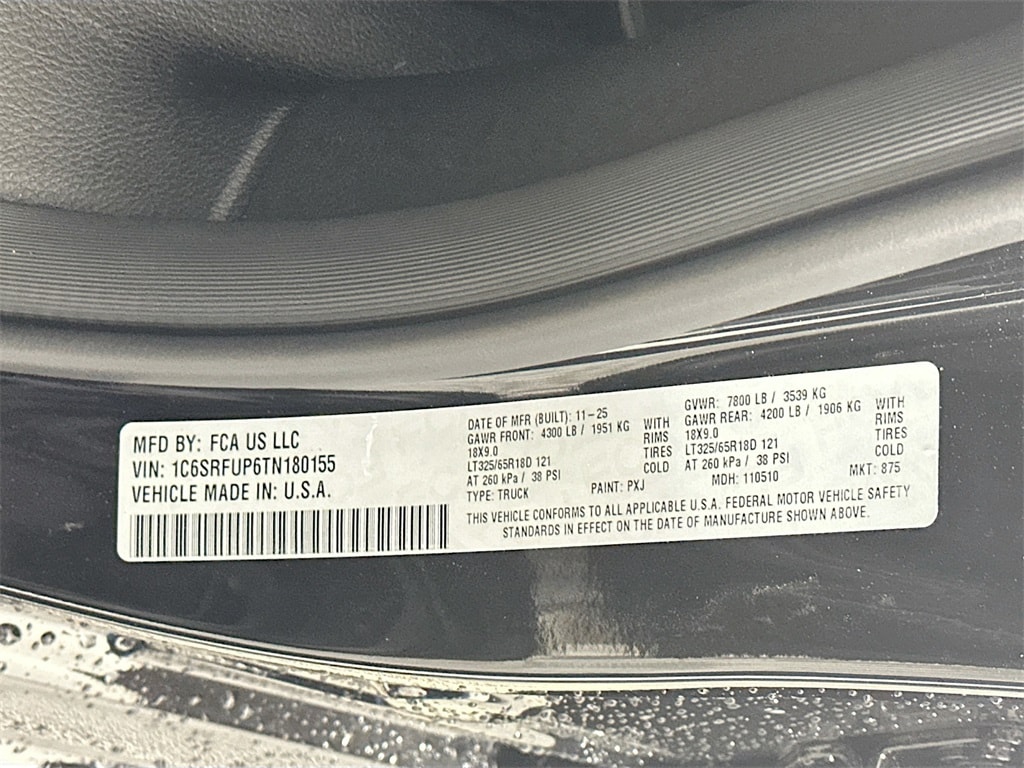 MFD BY: FCA US LLC
VIN: 1C6SRFUP6TN180155
VEHICLE MADE IN: U.S.A.
DATE OF MFR (BUILT): 11-25
GAWR FRONT: 4300 LB / 1951 KG WITH
18X9.0 RIMS
LT325/65R18D 121 TIRES
AT 260 kPa / 38 PSI COLD
TYPE: TRUCK PAINT: PXJ
GVWR: 7800 LB / 3539 KG
GAWR REAR: 4200 LB / 1906 KG WITH
18X9.0 RIMS
LT325/65R18D 121 TIRES
AT 260 kPa / 38 PSI COLD
MDH: 110510 MKT: 875
THIS VEHICLE CONFORMS TO ALL APPLICABLE U.S.A. FEDERAL MOTOR VEHICLE SAFETY
STANDARDS IN EFFECT ON THE DATE OF MANUFACTURE SHOWN ABOVE.